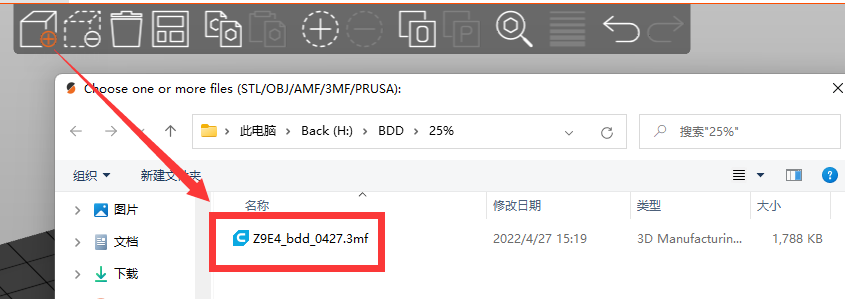 Choose one or more files (STL/OBJ/AMF/3MF/PRUSA):
此电脑 > Back (H:) > BDD > 25%
搜索"25%"
组织 新建文件夹
名称 修改日期 类型 大小
图片
Z9E4_bdd_0427.3mf 2022/4/27 15:19 3D Manufacturin... 1,788 KB
文档
下载